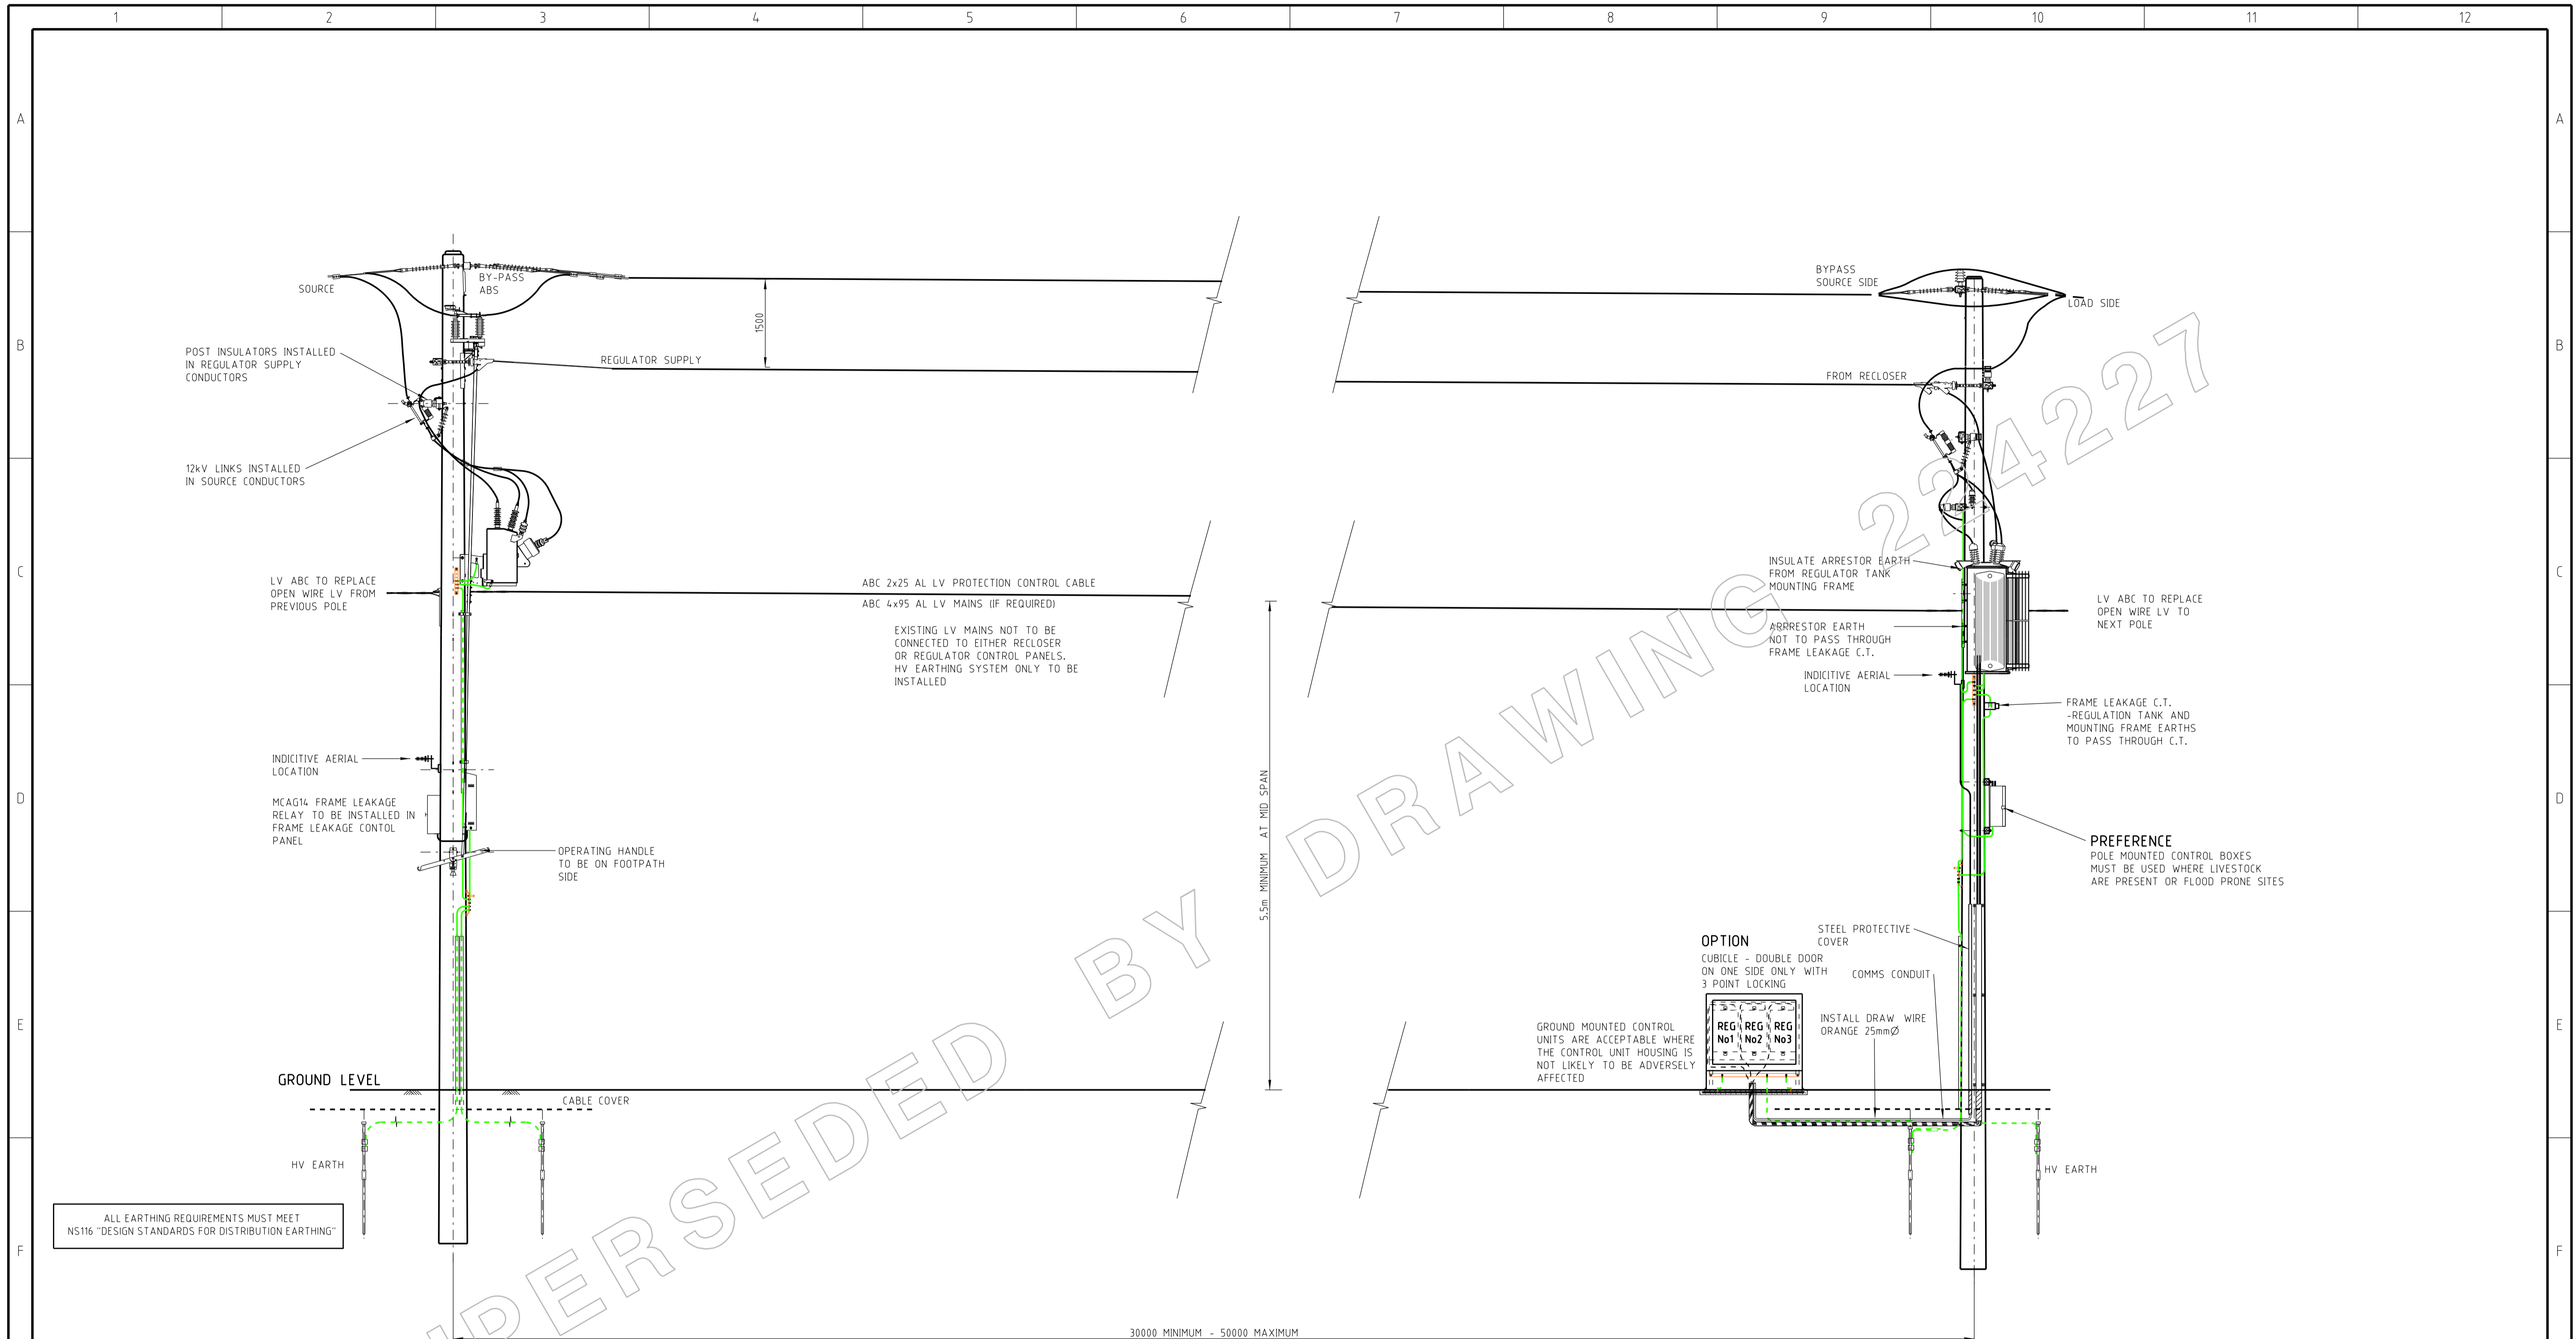 1 2 3 4 5 6 7 8 9 10 11 12
A A
BY-PASS
ABS
SOURCE
BYPASS
SOURCE SIDE
LOAD SIDE
1500
B B
POST INSULATORS INSTALLED
IN REGULATOR SUPPLY
CONDUCTORS
REGULATOR SUPPLY
FROM RECLOSER
12kV LINKS INSTALLED
IN SOURCE CONDUCTORS
C C
LV ABC TO REPLACE
OPEN WIRE LV FROM
PREVIOUS POLE
ABC 2x25 AL LV PROTECTION CONTROL CABLE
ABC 4x95 AL LV MAINS (IF REQUIRED)
EXISTING LV MAINS NOT TO BE
CONNECTED TO EITHER RECLOSER
OR REGULATOR CONTROL PANELS.
HV EARTHING SYSTEM ONLY TO BE
INSTALLED
INSULATE ARRESTOR EARTH
FROM REGULATOR TANK
MOUNTING FRAME
LV ABC TO REPLACE
OPEN WIRE LV TO
NEXT POLE
ARRRESTOR EARTH
NOT TO PASS THROUGH
FRAME LEAKAGE C.T.
INDICITIVE AERIAL
LOCATION
FRAME LEAKAGE C.T.
-REGULATION TANK AND
MOUNTING FRAME EARTHS
TO PASS THROUGH C.T.
INDICITIVE AERIAL
LOCATION
D D
MCAG14 FRAME LEAKAGE
RELAY TO BE INSTALLED IN
FRAME LEAKAGE CONTOL
PANEL
OPERATING HANDLE
TO BE ON FOOTPATH
SIDE
5.5m MINIMUM AT MID SPAN
PREFERENCE
POLE MOUNTED CONTROL BOXES
MUST BE USED WHERE LIVESTOCK
ARE PRESENT OR FLOOD PRONE SITES
STEEL PROTECTIVE
COVER
OPTION
CUBICLE - DOUBLE DOOR
ON ONE SIDE ONLY WITH
3 POINT LOCKING
COMMS CONDUIT
E E
GROUND MOUNTED CONTROL
UNITS ARE ACCEPTABLE WHERE
THE CONTROL UNIT HOUSING IS
NOT LIKELY TO BE ADVERSELY
AFFECTED
REG REG REG
No1 No2 No3
INSTALL DRAW WIRE
ORANGE 25mmØ
GROUND LEVEL
CABLE COVER
HV EARTH
HV EARTH
ALL EARTHING REQUIREMENTS MUST MEET
NS116 "DESIGN STANDARDS FOR DISTRIBUTION EARTHING"
F F
30000 MINIMUM - 50000 MAXIMUM
PERSEDED BY DRAWING 224227